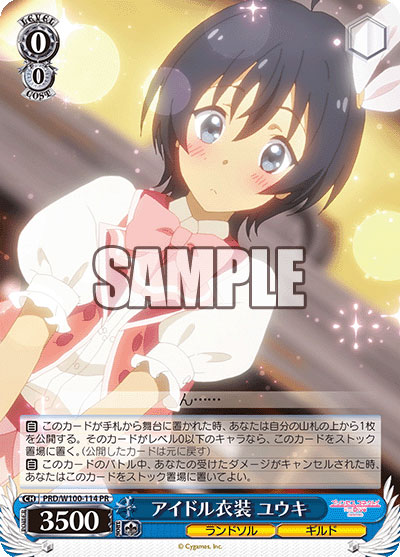 LEVEL
0
0
COST
SAMPLE
ん……
自 このカードが手札から舞台に置かれた時、あなたは自分の山札の上から1枚
を公開する。そのカードがレベル0以下のキャラなら、このカードをストック
置場に置く。(公開したカードは元に戻す)
自 このカードのバトル中、あなたの受けたダメージがキャンセルされた時、
あなたはこのカードをストック置場に置いてよい。
CH PRD/W100-114 PR
3500
アイドル衣装 ユウキ
ランドソル
ギルド
© Cygames, Inc.